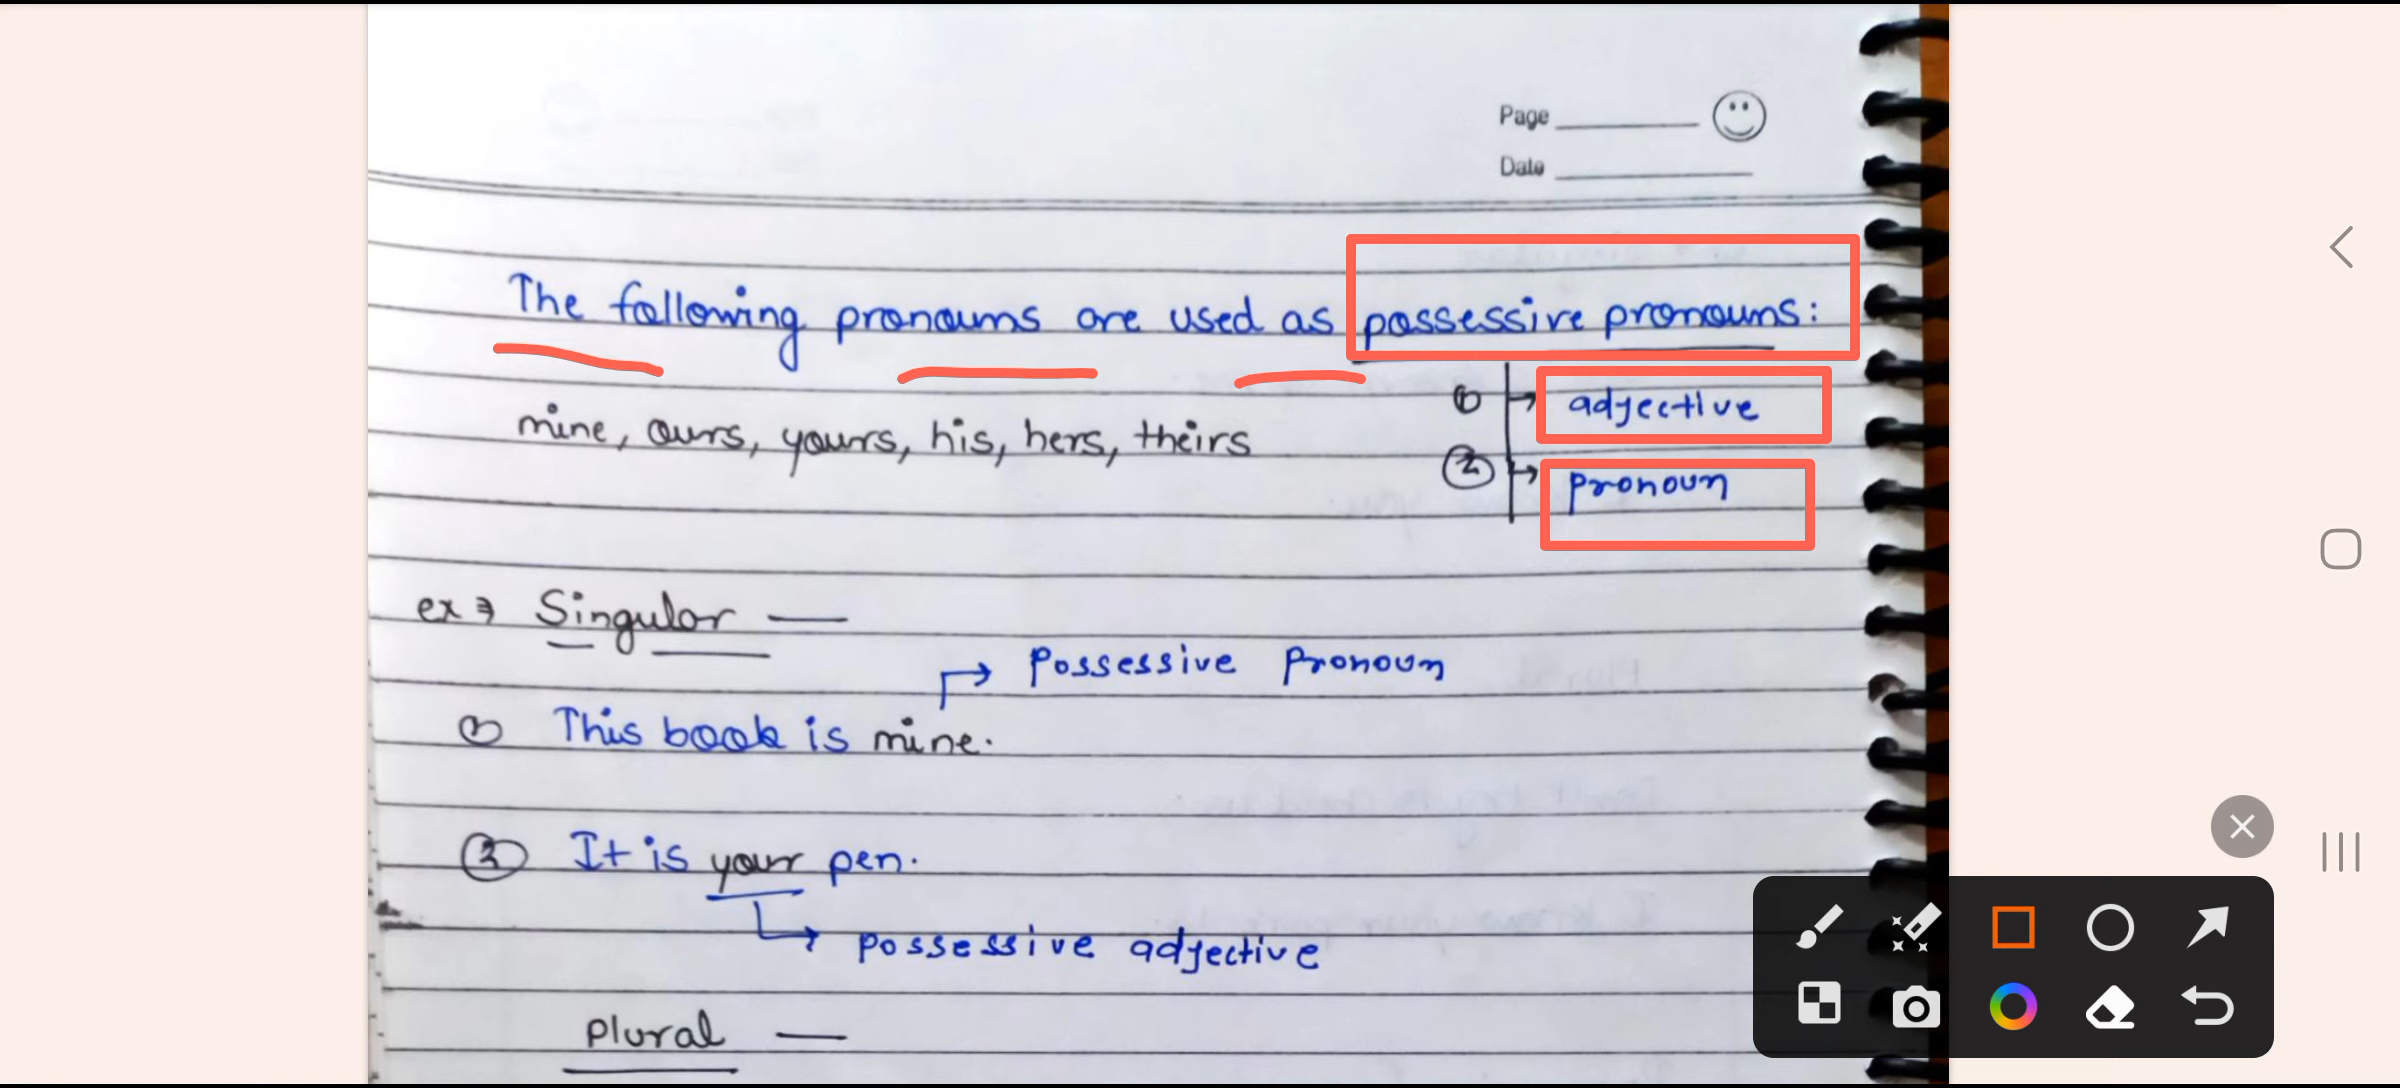 Page
Date
The following pronouns are used as possessive pronouns:
① → adjective
mine, ours, yours, his, hers, theirs
② → Pronoun
ex ⇒ Singular —
→ Possessive Pronoun
① This book is mine.
② It is your pen.
→ Possessive adjective
Plural —